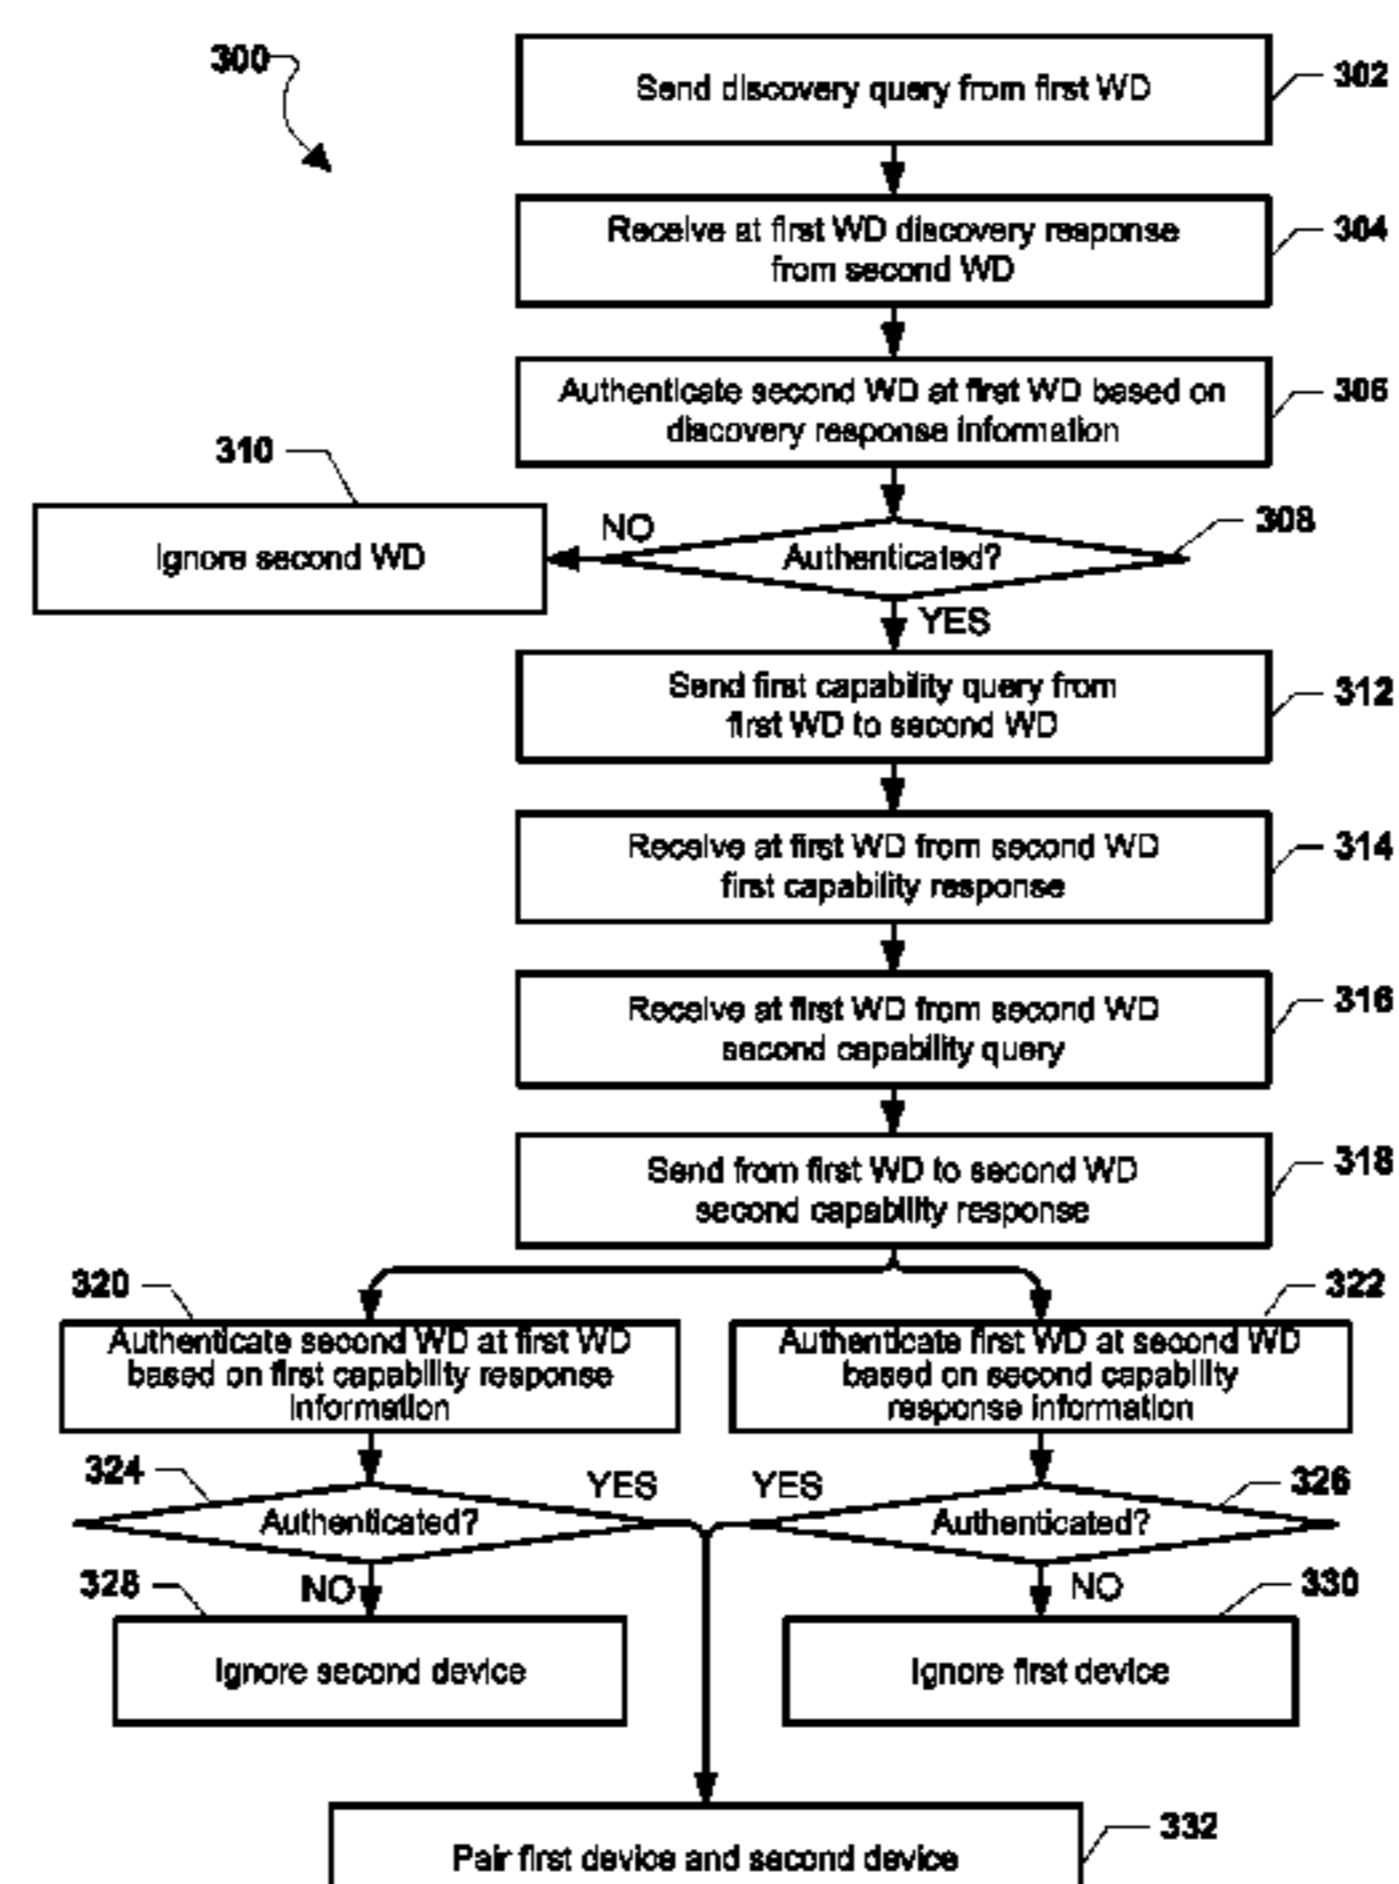 300
Send discovery query from first WD
302
Receive at first WD discovery response
from second WD
304
Authenticate second WD at first WD based on
discovery response information
306
310
Ignore second WD
NO
Authenticated?
308
YES
Send first capability query from
first WD to second WD
312
Receive at first WD from second WD
first capability response
314
Receive at first WD from second WD
second capability query
316
Send from first WD to second WD
second capability response
318
320
Authenticate second WD at first WD
based on first capability response
information
322
Authenticate first WD at second WD
based on second capability
response information
324
Authenticated?
YES
YES
Authenticated?
326
328
NO
Ignore second device
NO
330
Ignore first device
Pair first device and second device
332